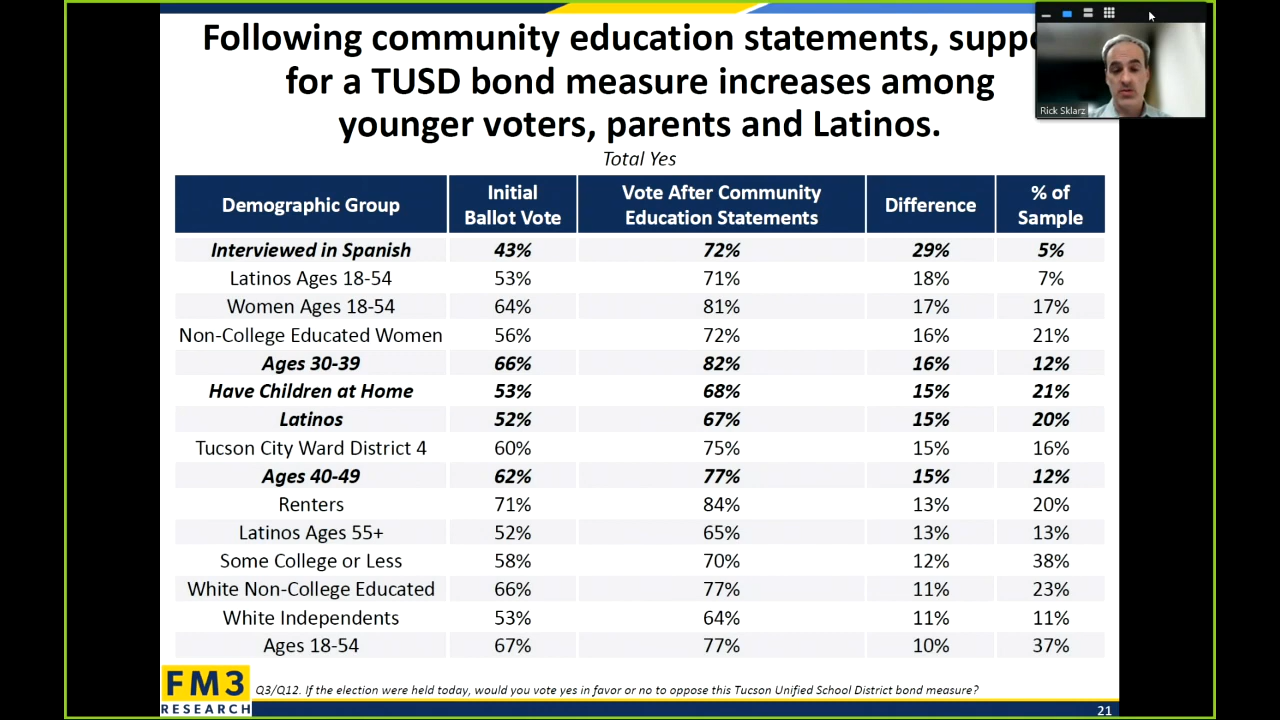 Following community education statements, suppo
for a TUSD bond measure increases among
younger voters, parents and Latinos.
Rick Sklarz
Total Yes
Demographic Group Initial Ballot Vote Vote After Community Education Statements Difference % of Sample
Interviewed in Spanish 43% 72% 29% 5%
Latinos Ages 18-54 53% 71% 18% 7%
Women Ages 18-54 64% 81% 17% 17%
Non-College Educated Women 56% 72% 16% 21%
Ages 30-39 66% 82% 16% 12%
Have Children at Home 53% 68% 15% 21%
Latinos 52% 67% 15% 20%
Tucson City Ward District 4 60% 75% 15% 16%
Ages 40-49 62% 77% 15% 12%
Renters 71% 84% 13% 20%
Latinos Ages 55+ 52% 65% 13% 13%
Some College or Less 58% 70% 12% 38%
White Non-College Educated 66% 77% 11% 23%
White Independents 53% 64% 11% 11%
Ages 18-54 67% 77% 10% 37%
FM3
RESEARCH
Q3/Q12. If the election were held today, would you vote yes in favor or no to oppose this Tucson Unified School District bond measure?
21